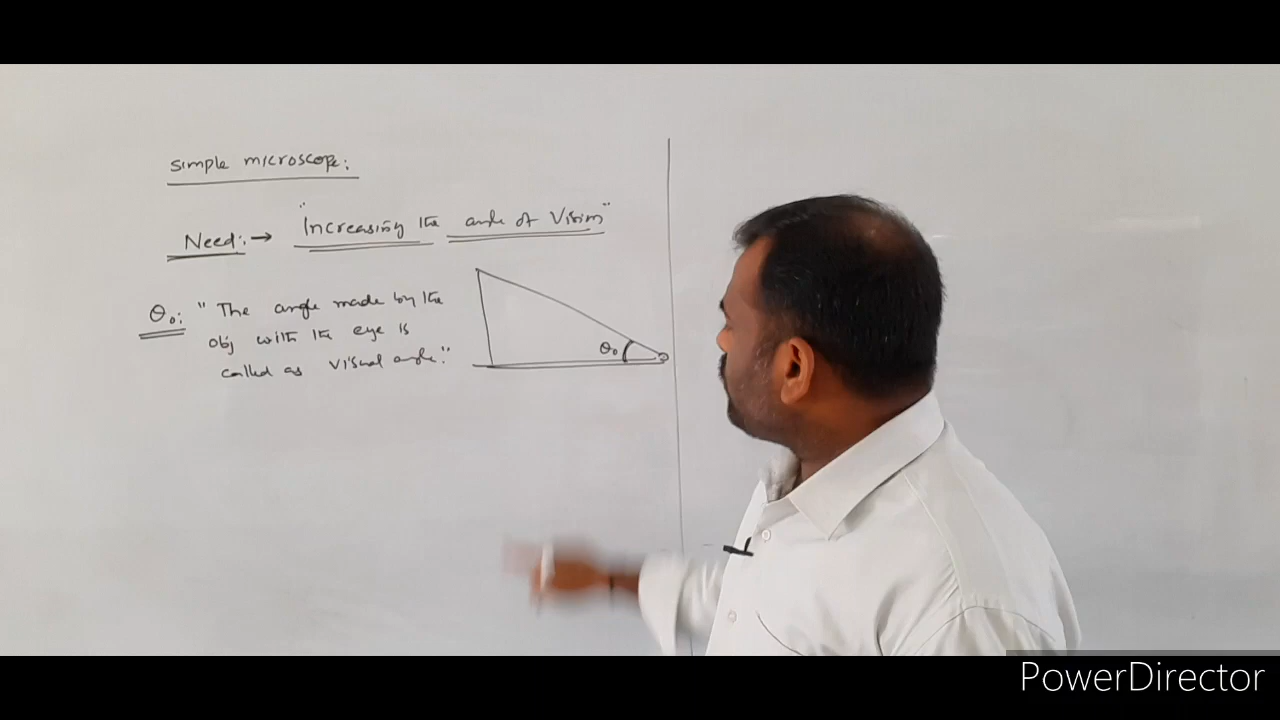 Simple microscope:
Need:→ "Increasing the angle of Vision"
θ₀: "The angle made by the
obj with the eye is
called as visual angle."
θ₀
PowerDirector